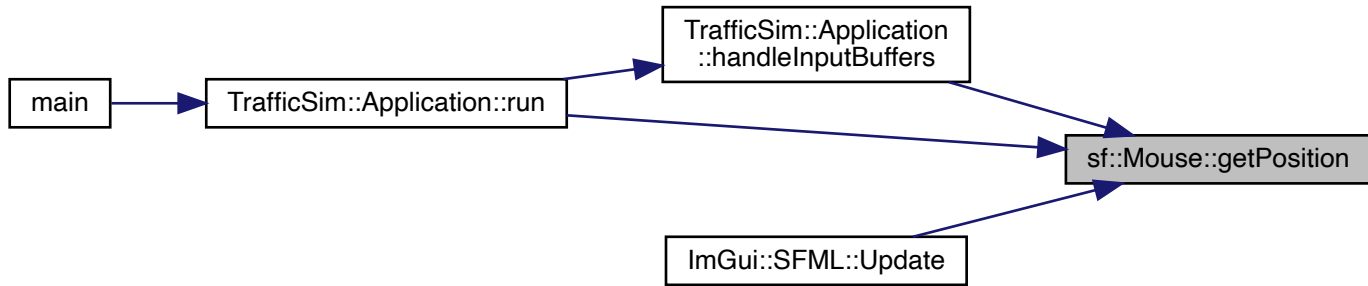 TrafficSim::Application
::handleInputBuffers
main
TrafficSim::Application::run
sf::Mouse::getPosition
ImGui::SFML::Update